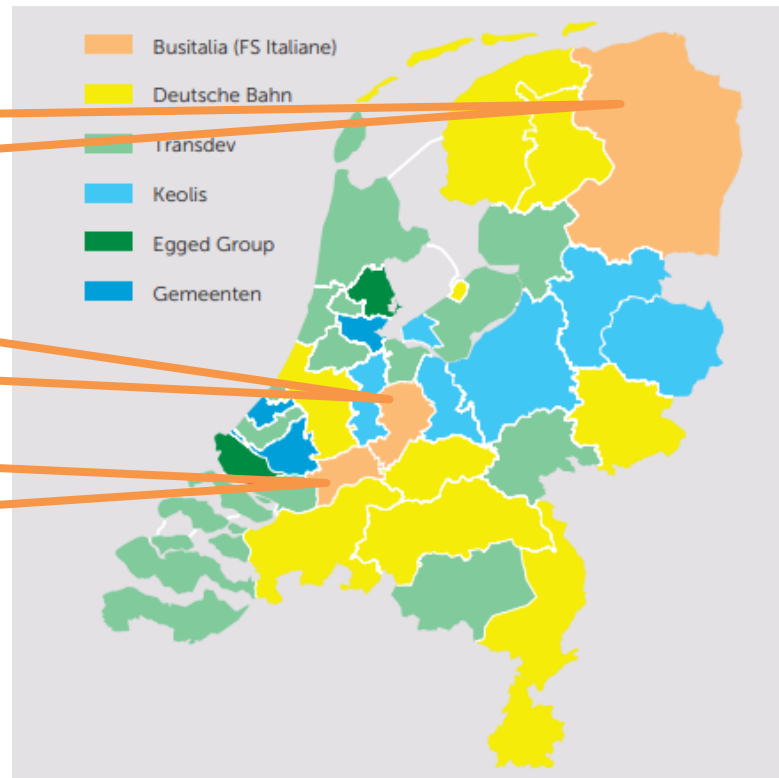 Busitalia (FS Italiane)
Deutsche Bahn
Transdev
Keolis
Egged Group
Gemeenten